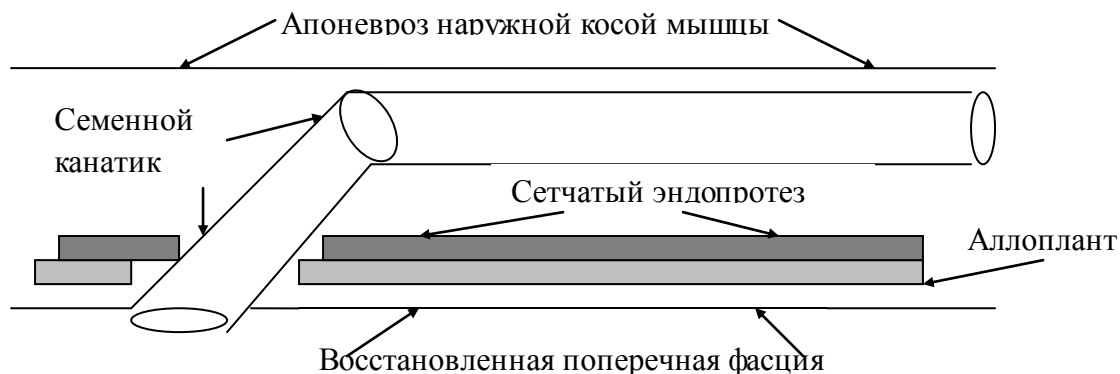 Апоневроз наружной косой мышцы
Семенной
канатик
Сетчатый эндопротез
Аллоплант
Восстановленная поперечная фасция